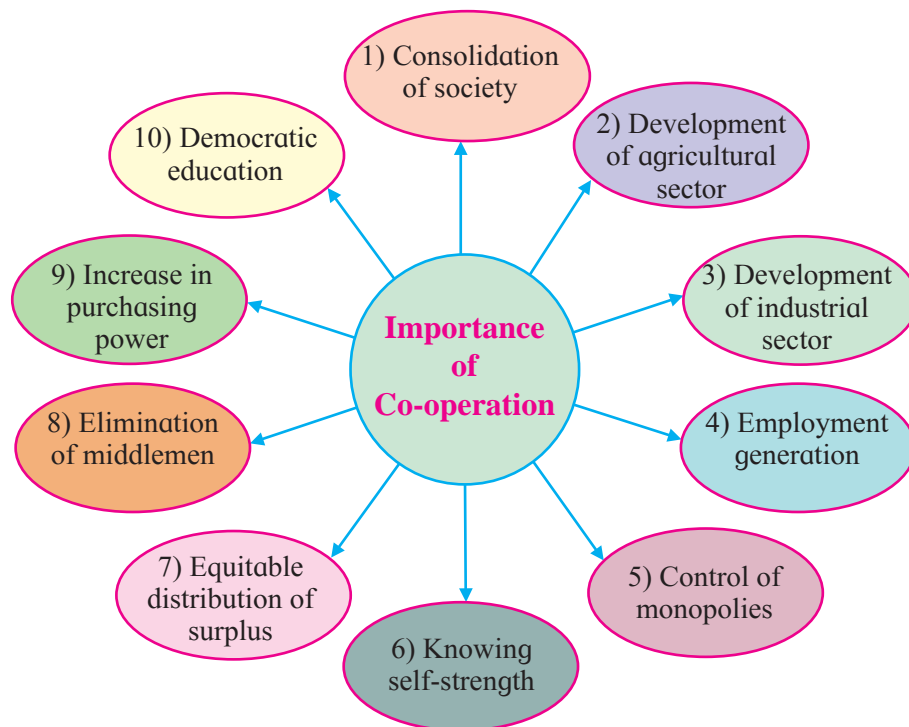 Importance
of
Co-operation
1) Consolidation
of society
2) Development
of agricultural
sector
3) Development
of industrial
sector
4) Employment
generation
5) Control of
monopolies
6) Knowing
self-strength
7) Equitable
distribution of
surplus
8) Elimination
of middlemen
9) Increase in
purchasing
power
10) Democratic
education